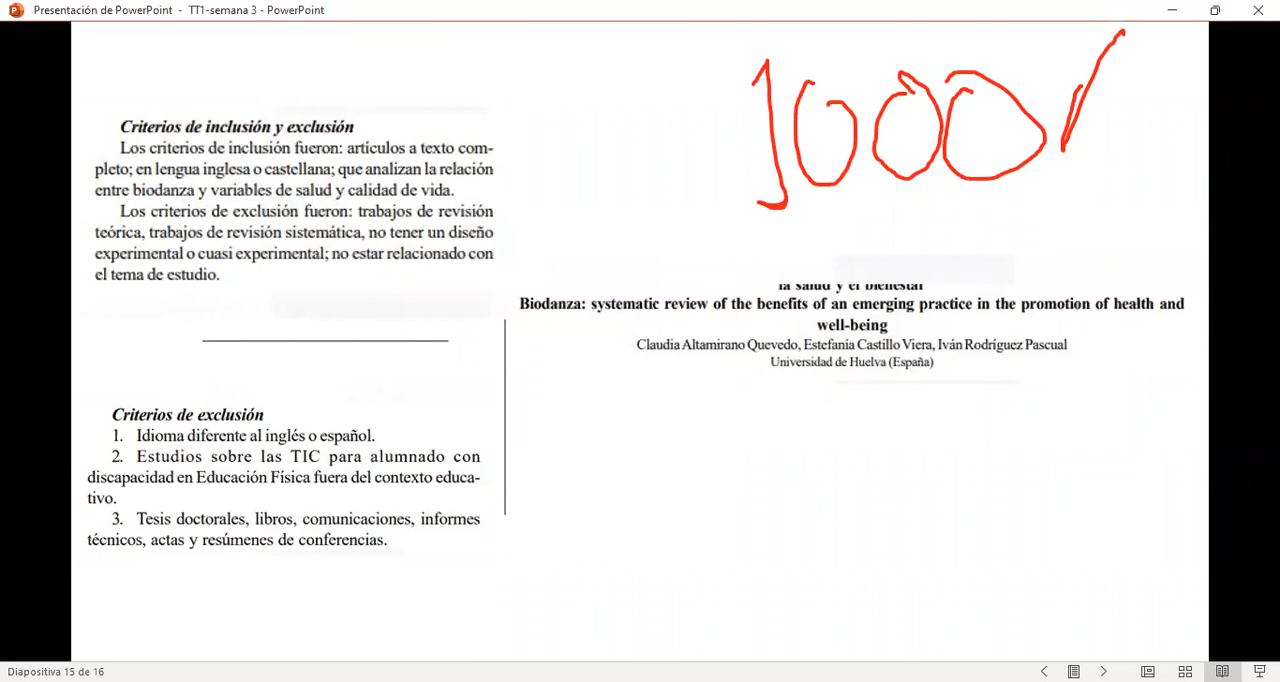 Presentación de PowerPoint - TT1-semana 3 - PowerPoint
1000/
Criterios de inclusión y exclusión
Los criterios de inclusión fueron: artículos a texto com-
pleto; en lengua inglesa o castellana; que analizan la relación
entre biodanza y variables de salud y calidad de vida.
Los criterios de exclusión fueron: trabajos de revisión
teórica, trabajos de revisión sistemática, no tener un diseño
experimental o cuasi experimental; no estar relacionado con
el tema de estudio.
la salud y el bienestar
Biodanza: systematic review of the benefits of an emerging practice in the promotion of health and
well-being
Claudia Altamirano Quevedo, Estefanía Castillo Viera, Iván Rodríguez Pascual
Universidad de Huelva (España)
Criterios de exclusión
1. Idioma diferente al inglés o español.
2. Estudios sobre las TIC para alumnado con
discapacidad en Educación Física fuera del contexto educa-
tivo.
3. Tesis doctorales, libros, comunicaciones, informes
técnicos, actas y resúmenes de conferencias.
Diapositiva 15 de 16